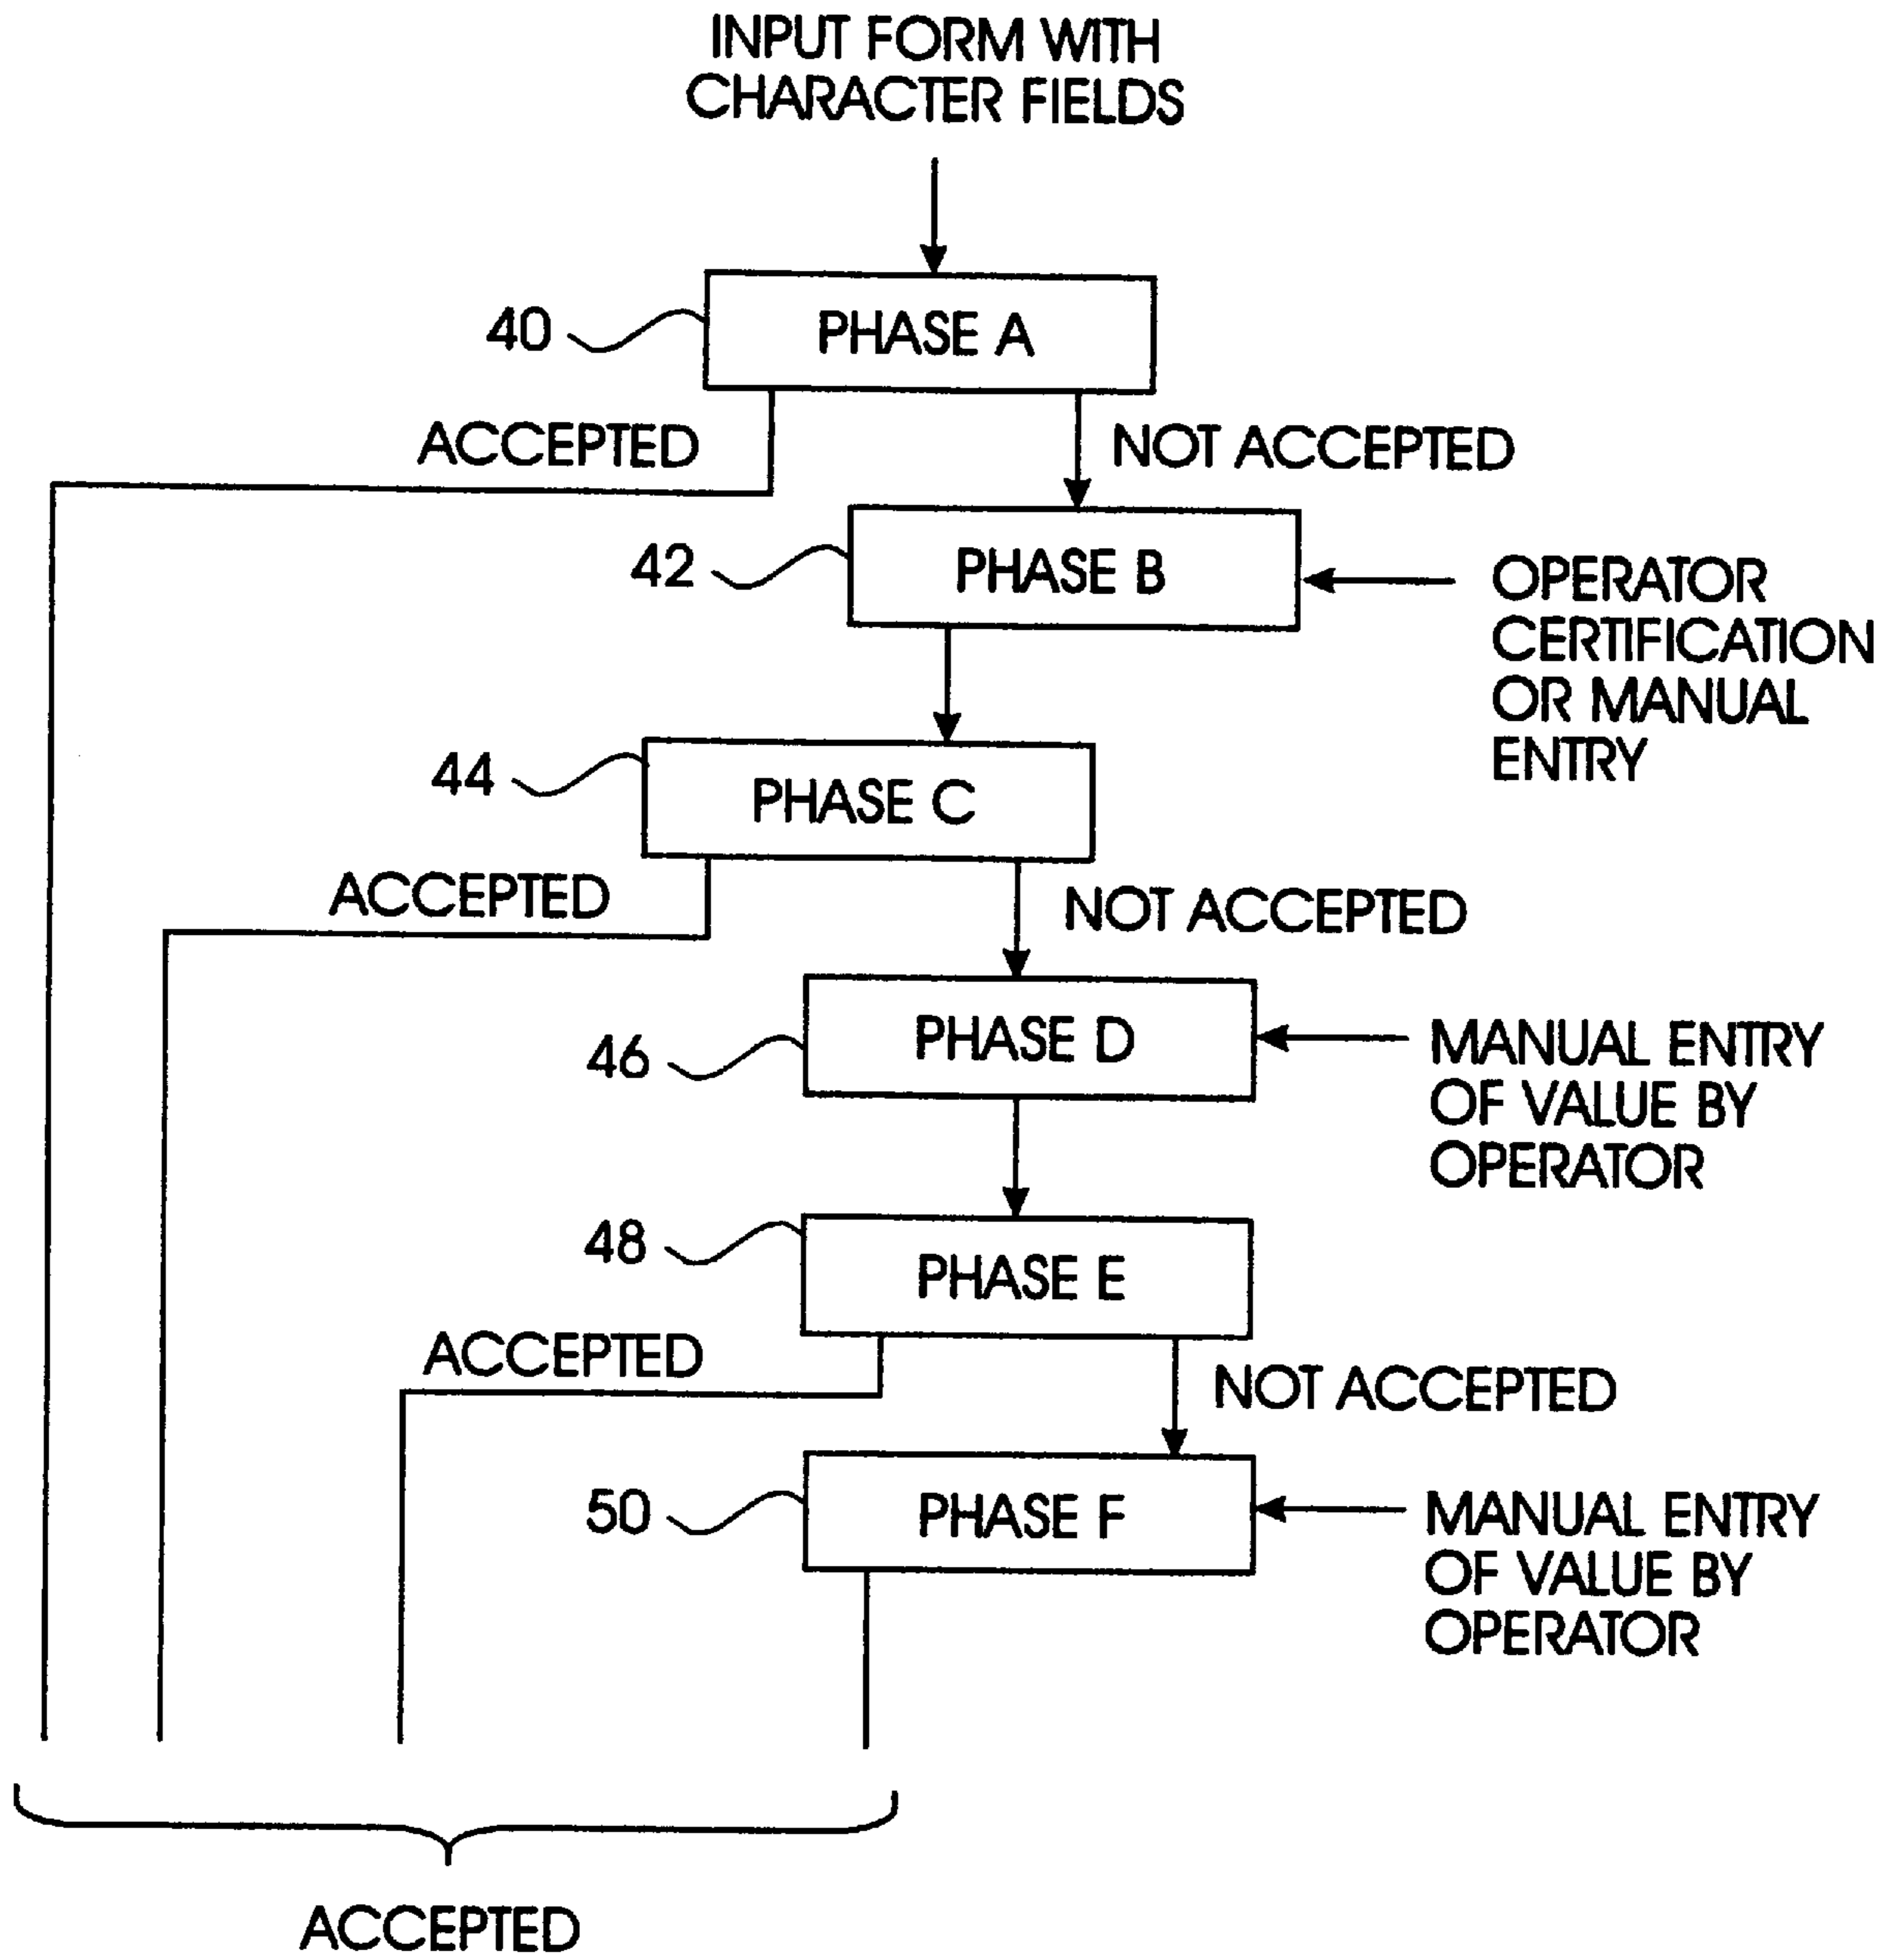 INPUT FORM WITH
CHARACTER FIELDS
40
PHASE A
ACCEPTED
NOT ACCEPTED
42
PHASE B
OPERATOR
CERTIFICATION
OR MANUAL
ENTRY
44
PHASE C
ACCEPTED
NOT ACCEPTED
46
PHASE D
MANUAL ENTRY
OF VALUE BY
OPERATOR
48
PHASE E
ACCEPTED
NOT ACCEPTED
50
PHASE F
MANUAL ENTRY
OF VALUE BY
OPERATOR
ACCEPTED